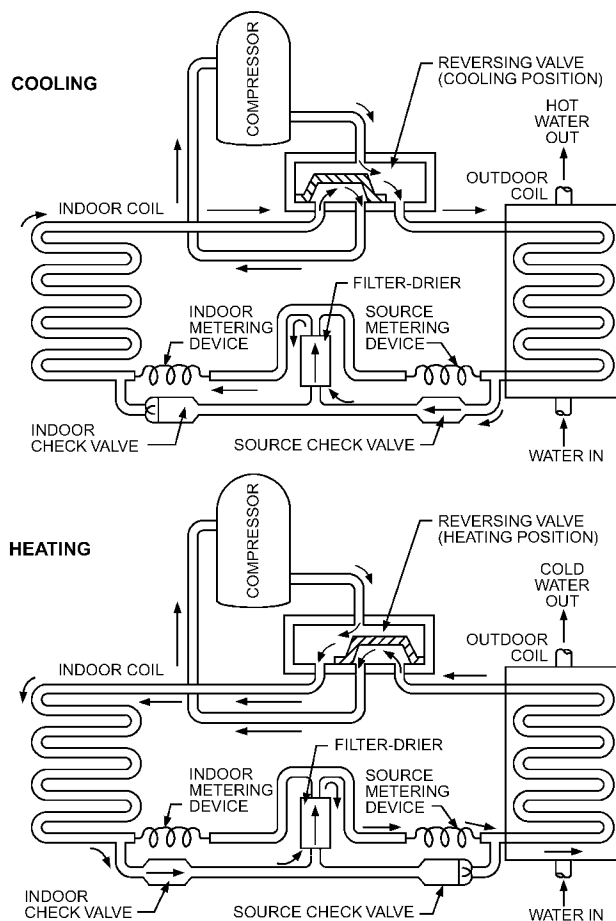 COOLING
COMPRESSOR
REVERSING VALVE
(COOLING POSITION)
HOT
WATER
OUT
OUTDOOR
COIL
INDOOR COIL
FILTER-DRIER
INDOOR
METERING
DEVICE
SOURCE
METERING
DEVICE
INDOOR
CHECK VALVE
SOURCE CHECK VALVE
WATER IN
HEATING
COMPRESSOR
REVERSING VALVE
(HEATING POSITION)
COLD
WATER
OUT
OUTDOOR
COIL
INDOOR COIL
FILTER-DRIER
INDOOR
METERING
DEVICE
SOURCE
METERING
DEVICE
INDOOR
CHECK VALVE
SOURCE CHECK VALVE
WATER IN